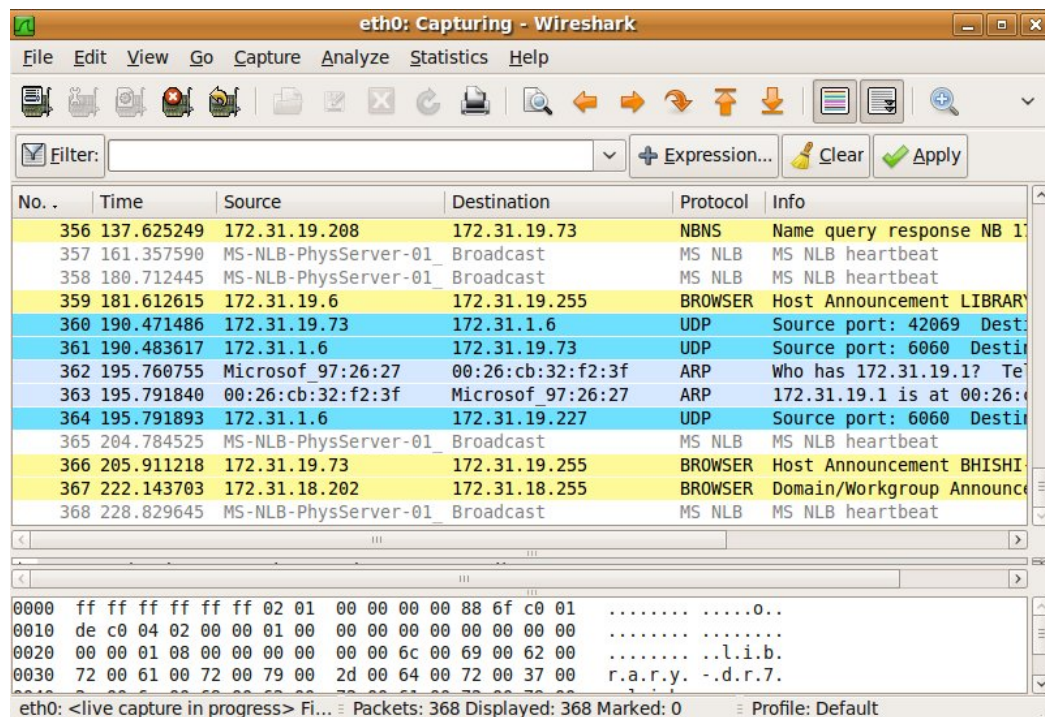 eth0: Capturing - Wireshark
File Edit View Go Capture Analyze Statistics Help
Filter: Expression... Clear Apply
No. . Time Source Destination Protocol Info
356 137.625249 172.31.19.208 172.31.19.73 NBNS Name query response NB
357 161.357590 MS-NLB-PhysServer-01_ Broadcast MS NLB MS NLB heartbeat
358 180.712445 MS-NLB-PhysServer-01_ Broadcast MS NLB MS NLB heartbeat
359 181.612615 172.31.19.6 172.31.19.255 BROWSER Host Announcement LIBRARY
360 190.471486 172.31.19.73 172.31.1.6 UDP Source port: 42069 Dest
361 190.483617 172.31.1.6 172.31.19.73 UDP Source port: 6060 Destin
362 195.760755 Microsof_97:26:27 00:26:cb:32:f2:3f ARP Who has 172.31.19.1? Te
363 195.791840 00:26:cb:32:f2:3f Microsof_97:26:27 ARP 172.31.19.1 is at 00:26:
364 195.791893 172.31.1.6 172.31.19.227 UDP Source port: 6060 Destin
365 204.784525 MS-NLB-PhysServer-01_ Broadcast MS NLB MS NLB heartbeat
366 205.911218 172.31.19.73 172.31.19.255 BROWSER Host Announcement BHISHI
367 222.143703 172.31.18.202 172.31.18.255 BROWSER Domain/Workgroup Announce
368 228.829645 MS-NLB-PhysServer-01_ Broadcast MS NLB MS NLB heartbeat
0000 ff ff ff ff ff ff 02 01 00 00 00 00 88 6f c0 01 ........ .....o..
0010 de c0 04 02 00 00 01 00 00 00 00 00 00 00 00 00 ........ ........
0020 00 00 01 08 00 00 00 00 00 00 6c 00 69 00 62 00 ........ ..l.i.b.
0030 72 00 61 00 72 00 79 00 2d 00 64 00 72 00 37 00 r.a.r.y. -.d.r.7.
eth0: <live capture in progress> Fi... Packets: 368 Displayed: 368 Marked: 0 Profile: Default